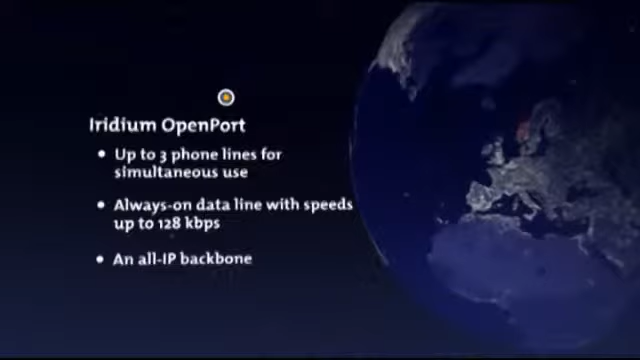 Iridium OpenPort
• Up to 3 phone lines for
simultaneous use
• Always-on data line with speeds
up to 128 kbps
• An all-IP backbone